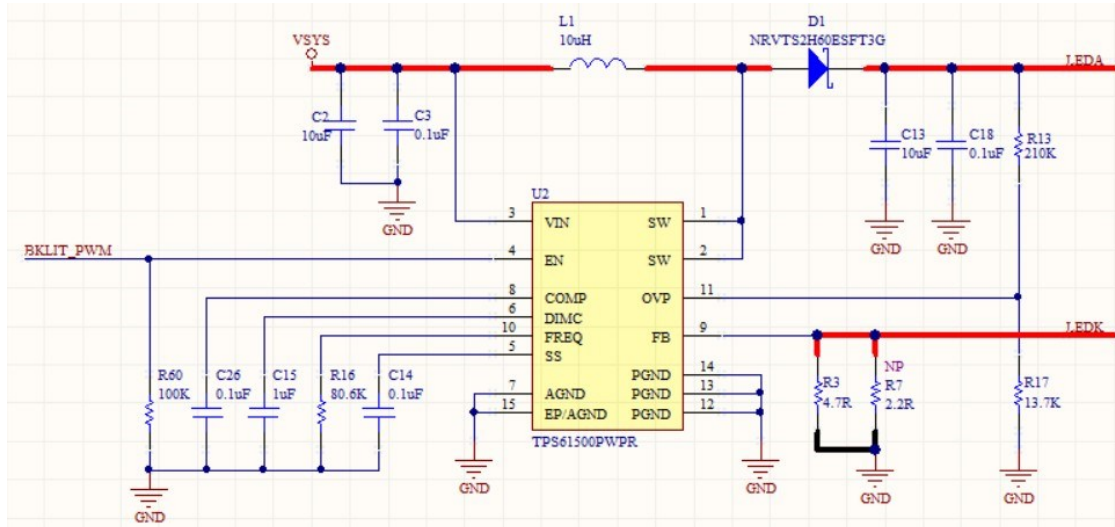 L1
10uH
D1
NRVTS2H60ESFT3G
VSYS
LEDA
C2
10uF
C3
0.1uF
C13
10uF
C18
0.1uF
R13
210K
GND
GND
GND
U2
3 VIN SW 1
BKLIT_PWM
4 EN SW 2
8 COMP OVP 11
6 DIMC
10 FREQ FB 9
5 SS
LEDK
PGND 14
7 AGND PGND 13
15 EP/AGND PGND 12
TPS61500PWPR
R60
100K
C26
0.1uF
C15
1uF
R16
80.6K
C14
0.1uF
NP
R3
4.7R
R7
2.2R
R17
13.7K
GND
GND
GND
GND
GND